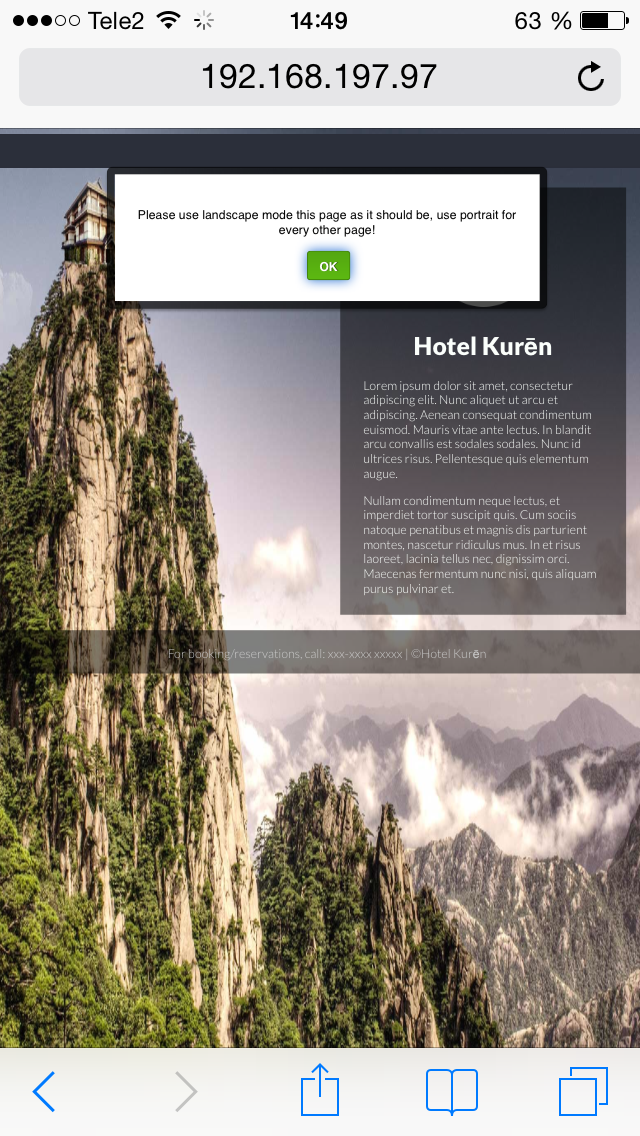 Tele2 14:49 63 %
192.168.197.97
Please use landscape mode this page as it should be, use portrait for
every other page!
OK
Hotel Kurēn
Lorem ipsum dolor sit amet, consectetur
adipiscing elit. Nunc aliquet ut arcu et
adipiscing. Aenean consequat condimentum
euismod. Mauris vitae ante lectus. In blandit
arcu convallis est sodales sodales. Nunc id
ultrices risus. Pellentesque quis elementum
augue.
Nullam condimentum neque lectus, et
imperdiet tortor suscipit quis. Cum sociis
natoque penatibus et magnis dis parturient
montes, nascetur ridiculus mus. In et risus
laoreet, lacinia tellus nec, dignissim orci.
Maecenas fermentum nunc nisi, quis aliquam
purus pulvinar et.
For booking/reservations, call: xxx-xxxx xxxxx | ©Hotel Kurēn